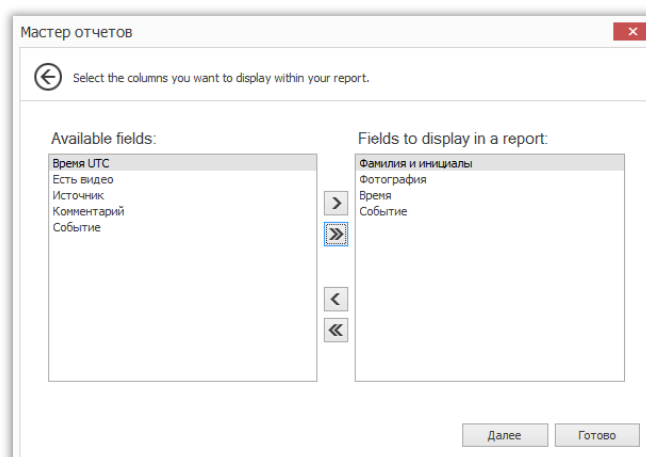 Мастер отчетов
Select the columns you want to display within your report.
Available fields:
Время UTC
Есть видео
Источник
Комментарий
Событие
Fields to display in a report:
Фамилия и инициалы
Фотография
Время
Событие
Далее
Готово